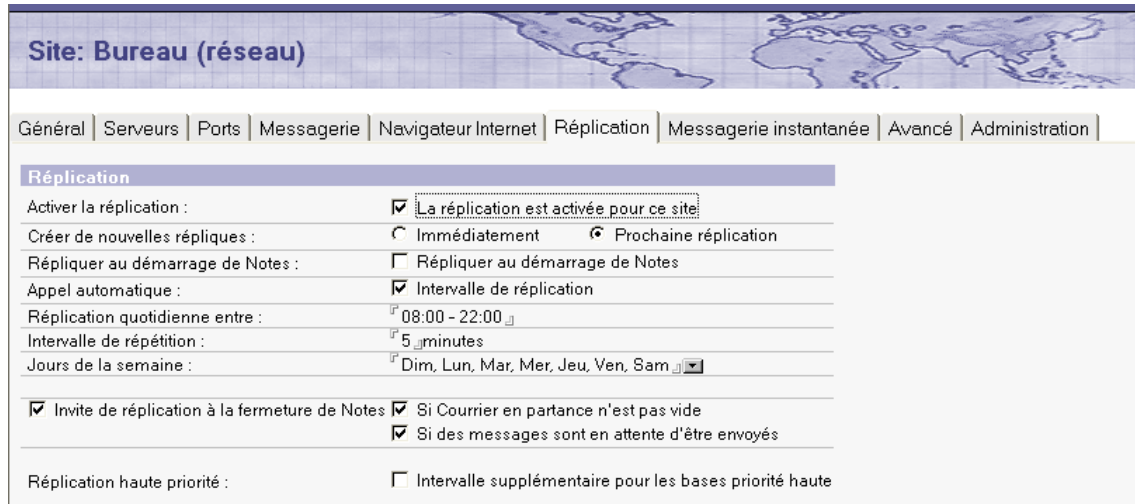 Site: Bureau (réseau)
Général Serveurs Ports Messagerie Navigateur Internet Réplication Messagerie instantanée Avancé Administration
Réplication
Activer la réplication : La réplication est activée pour ce site
Créer de nouvelles répliques : Immédiatement Prochaine réplication
Répliquer au démarrage de Notes : Répliquer au démarrage de Notes
Appel automatique : Intervalle de réplication
Réplication quotidienne entre : 08:00 - 22:00
Intervalle de répétition : 5 minutes
Jours de la semaine : Dim, Lun, Mar, Mer, Jeu, Ven, Sam
Invite de réplication à la fermeture de Notes Si Courrier en partance n'est pas vide
Si des messages sont en attente d'être envoyés
Réplication haute priorité : Intervalle supplémentaire pour les bases priorité haute